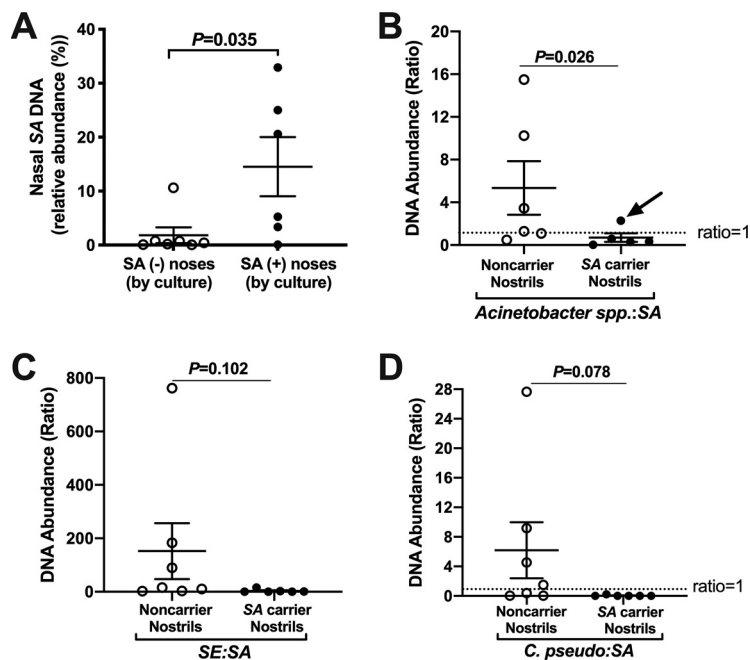 A
Nasal SA DNA
(relative abundance (%))
P=0.035
40
30
20
10
0
SA (-) noses
(by culture)
SA (+) noses
(by culture)
B
DNA Abundance (Ratio)
P=0.026
20
16
12
8
4
0
ratio=1
Noncarrier
Nostrils
SA carrier
Nostrils
Acinetobacter spp.:SA
C
DNA Abundance (Ratio)
P=0.102
800
600
400
200
0
Noncarrier
Nostrils
SA carrier
Nostrils
SE:SA
D
DNA Abundance (Ratio)
P=0.078
28
24
20
16
12
8
4
0
ratio=1
Noncarrier
Nostrils
SA carrier
Nostrils
C. pseudo:SA